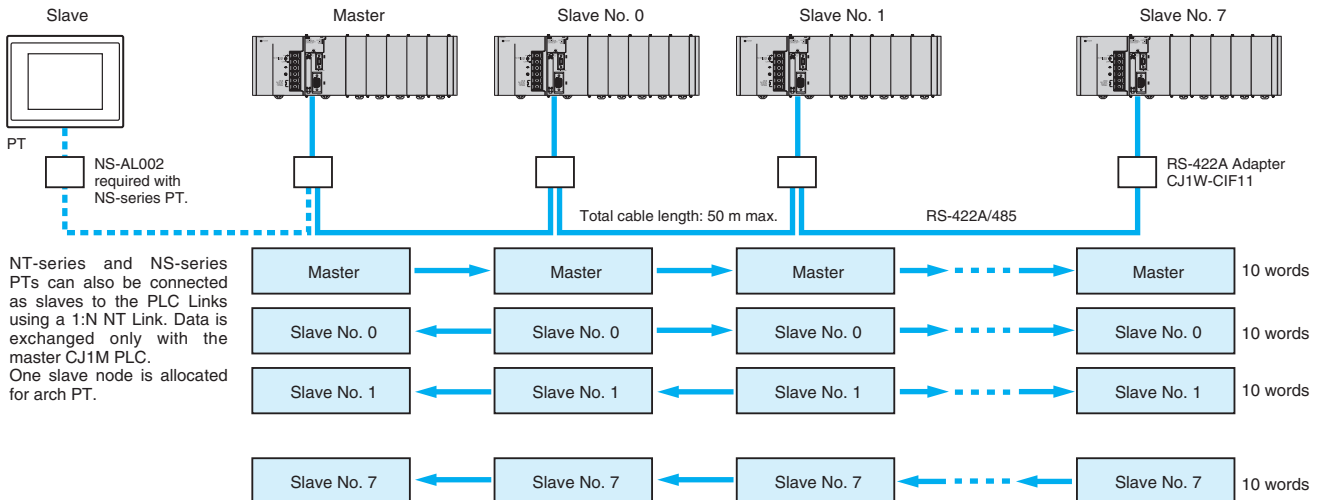 Slave
Master
Slave No. 0
Slave No. 1
Slave No. 7
PT
NS-AL002
required with
NS-series PT.
RS-422A Adapter
CJ1W-CIF11
Total cable length: 50 m max.
RS-422A/485
NT-series and NS-series
PTs can also be connected
as slaves to the PLC Links
using a 1:N NT Link. Data is
exchanged only with the
master CJ1M PLC.
One slave node is allocated
for arch PT.
Master
Master
Master
Master
10 words
Slave No. 0
Slave No. 0
Slave No. 0
Slave No. 0
10 words
Slave No. 1
Slave No. 1
Slave No. 1
Slave No. 1
10 words
Slave No. 7
Slave No. 7
Slave No. 7
Slave No. 7
10 words